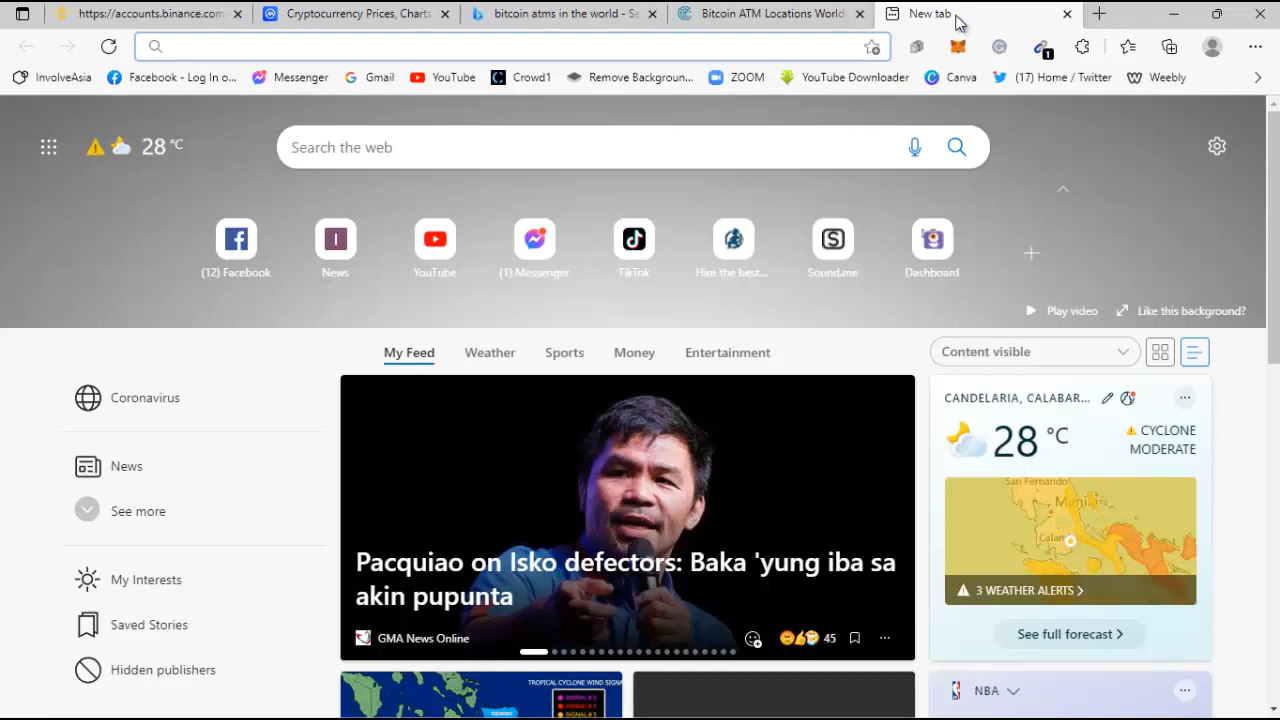 https://accounts.binance.com
Cryptocurrency Prices, Charts
bitcoin atms in the world - Se
Bitcoin ATM Locations World
New tab
1
InvolveAsia
Facebook - Log In o...
Messenger
Gmail
YouTube
Crowd1
Remove Backgroun...
ZOOM
YouTube Downloader
Canva
(17) Home / Twitter
Weebly
28 °C
Search the web
(12) Facebook
News
YouTube
(1) Messenger
TikTok
Hire the best...
Sound.me
Dashboard
Play video
Like this background?
My Feed
Weather
Sports
Money
Entertainment
Content visible
Coronavirus
News
See more
My Interests
Saved Stories
Hidden publishers
Pacquiao on Isko defectors: Baka 'yung iba sa
akin pupunta
GMA News Online
45
CANDELARIA, CALABAR...
28 °C
CYCLONE
MODERATE
San Fernando
Mani
Calan
3 WEATHER ALERTS
See full forecast
TROPICAL CYCLONE WIND SIGNA
SIGNAL # 3
NBA